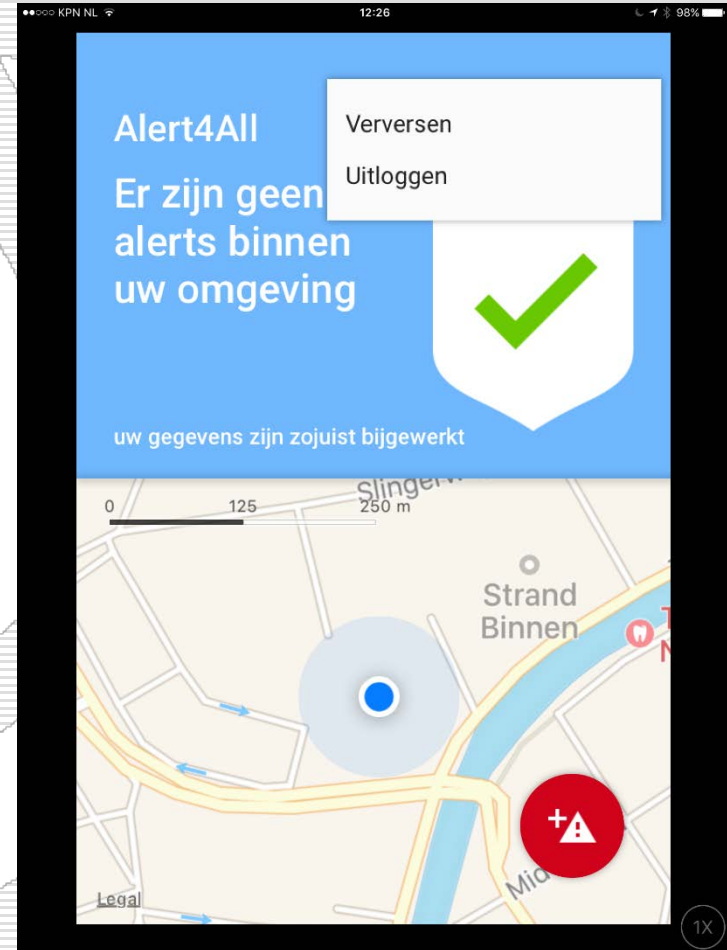 KPN NL
12:26
98%
Alert4All
Verversen
Uitloggen
Er zijn geen
alerts binnen
uw omgeving
uw gegevens zijn zojuist bijgewerkt
0 125 250 m
Strand
Binnen
Legal
1X